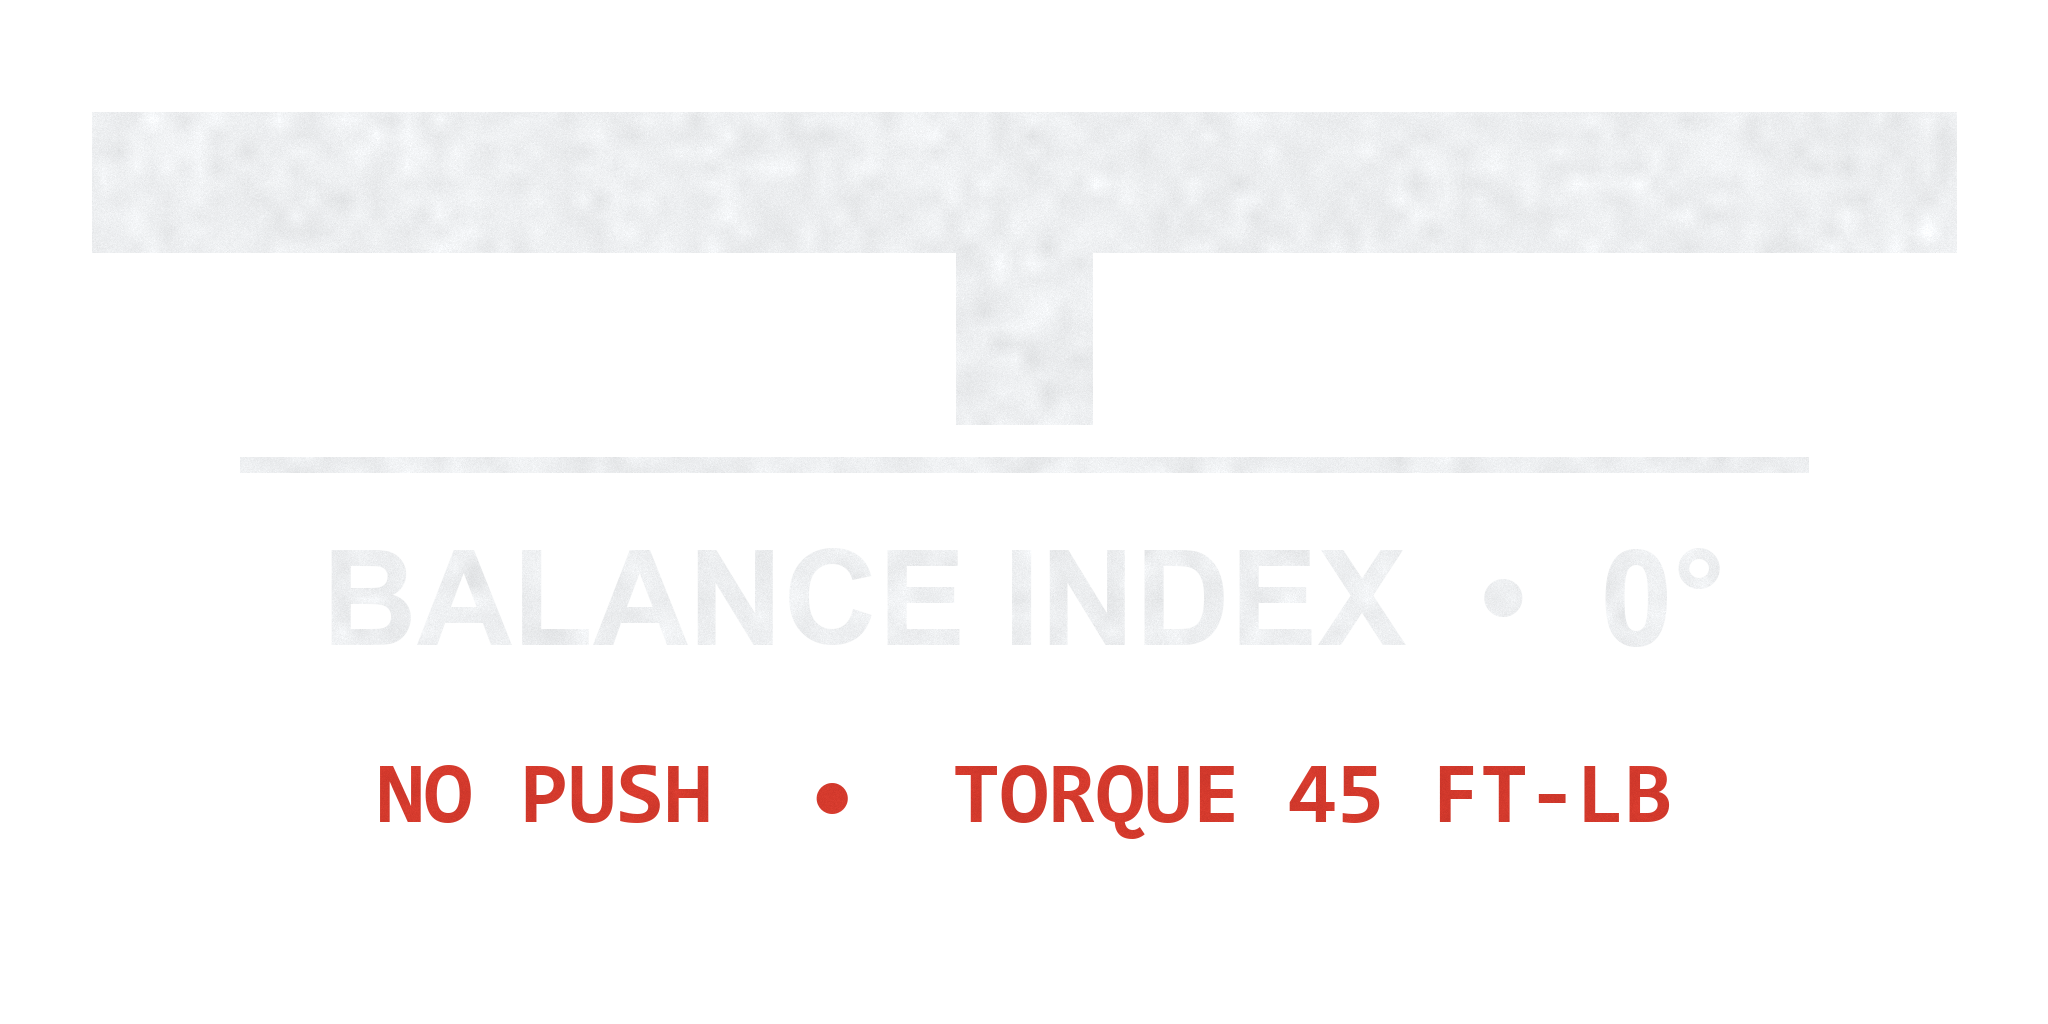 BALANCE INDEX • 0°
NO PUSH • TORQUE 45 FT-LB